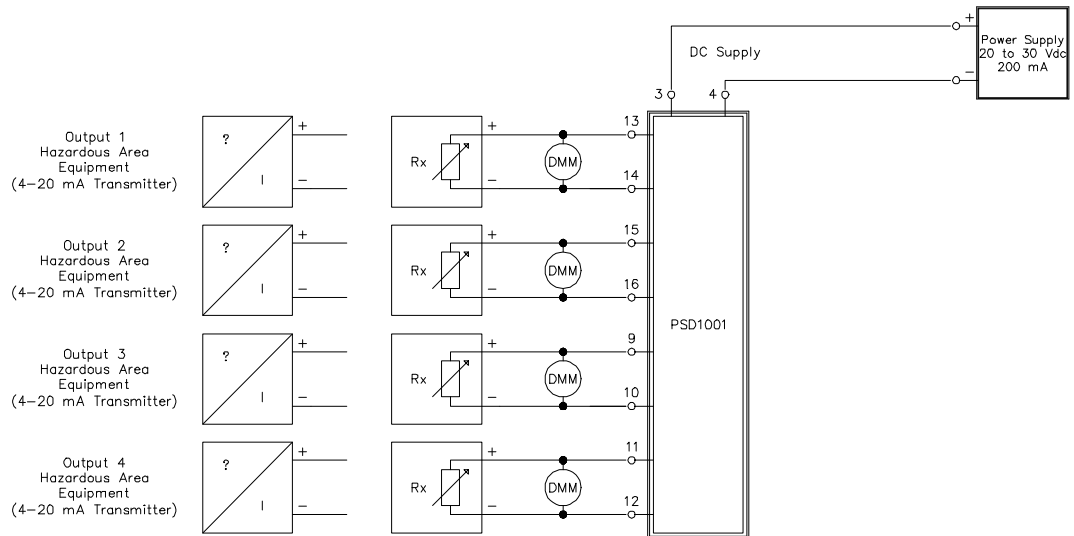 +
DC Supply
Power Supply
20 to 30 Vdc
200 mA
−
3 4
Output 1
Hazardous Area
Equipment
(4−20 mA Transmitter)
?
I
+
−
Rx
+
−
DMM
13
14
Output 2
Hazardous Area
Equipment
(4−20 mA Transmitter)
?
I
+
−
Rx
+
−
DMM
15
16
PSD1001
Output 3
Hazardous Area
Equipment
(4−20 mA Transmitter)
?
I
+
−
Rx
+
−
DMM
9
10
Output 4
Hazardous Area
Equipment
(4−20 mA Transmitter)
?
I
+
−
Rx
+
−
DMM
11
12